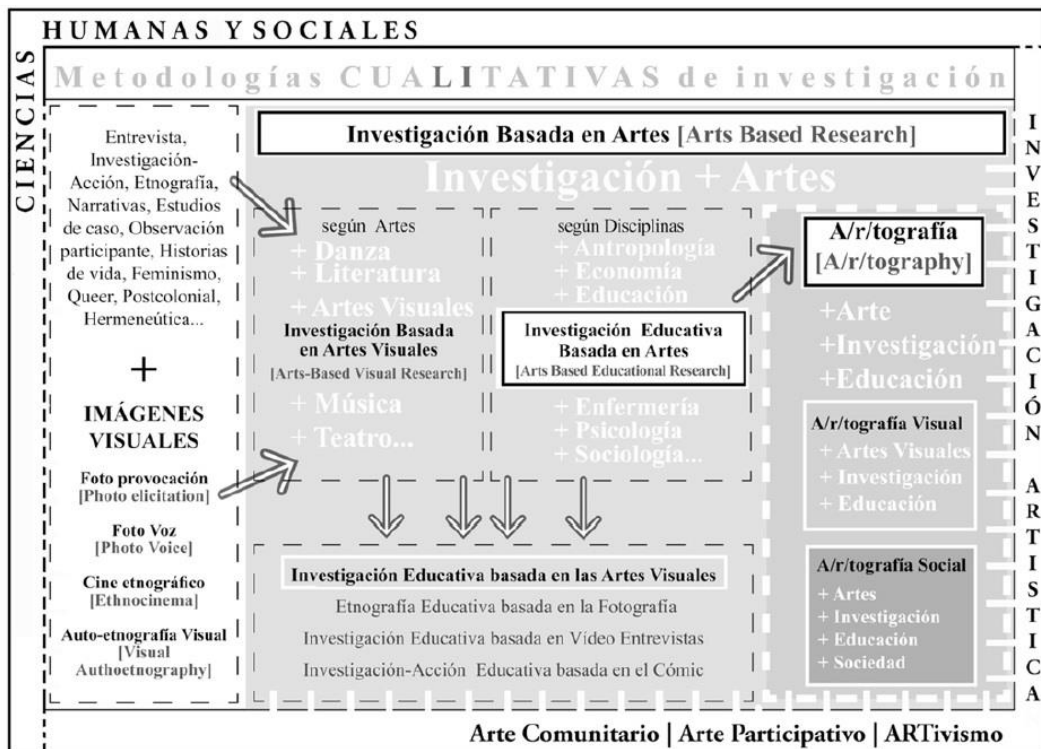 HUMANAS Y SOCIALES
CIENCIAS
Metodologías CUALITATIVAS de investigación
Entrevista,
Investigación-
Acción, Etnografía,
Narrativas, Estudios
de caso, Observación
participante, Historias
de vida, Feminismo,
Queer, Postcolonial,
Hermeneútica...
+
IMÁGENES
VISUALES
Foto provocación
[Photo elicitation]
Foto Voz
[Photo Voice]
Cine etnográfico
[Ethnocinema]
Auto-etnografía Visual
[Visual
Authoetnography]
Investigación Basada en Artes [Arts Based Research]
Investigación + Artes
según Artes
+ Danza
+ Literatura
+ Artes Visuales
Investigación Basada
en Artes Visuales
[Arts-Based Visual Research]
+ Música
+ Teatro...
según Disciplinas
+ Antropología
+ Economía
+ Educación
Investigación Educativa
Basada en Artes
[Arts Based Educational Research]
+ Enfermería
+ Psicología
+ Sociología...
Investigación Educativa basada en las Artes Visuales
Etnografía Educativa basada en la Fotografía
Investigación Educativa basada en Vídeo Entrevistas
Investigación-Acción Educativa basada en el Cómic
A/r/tografía
[A/r/tography]
+Arte
+Investigación
+Educación
A/r/tografía Visual
+ Artes Visuales
+ Investigación
+ Educación
A/r/tografía Social
+ Artes
+ Investigación
+ Educación
+ Sociedad
INVESTIGACIÓN ARTISTICA
Arte Comunitario | Arte Participativo | ARTivismo